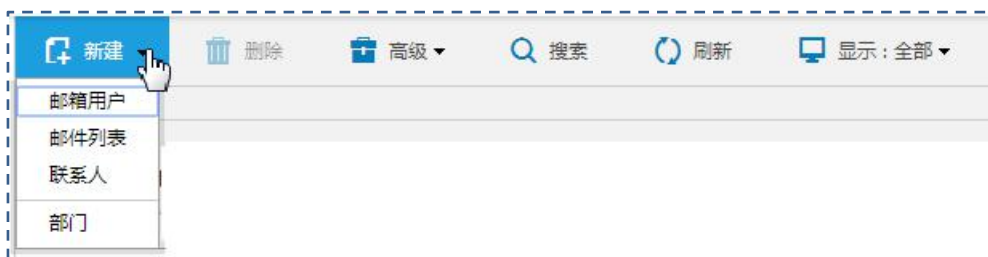 新建 删除 高级 搜索 刷新 显示:全部
邮箱用户
邮件列表
联系人
部门